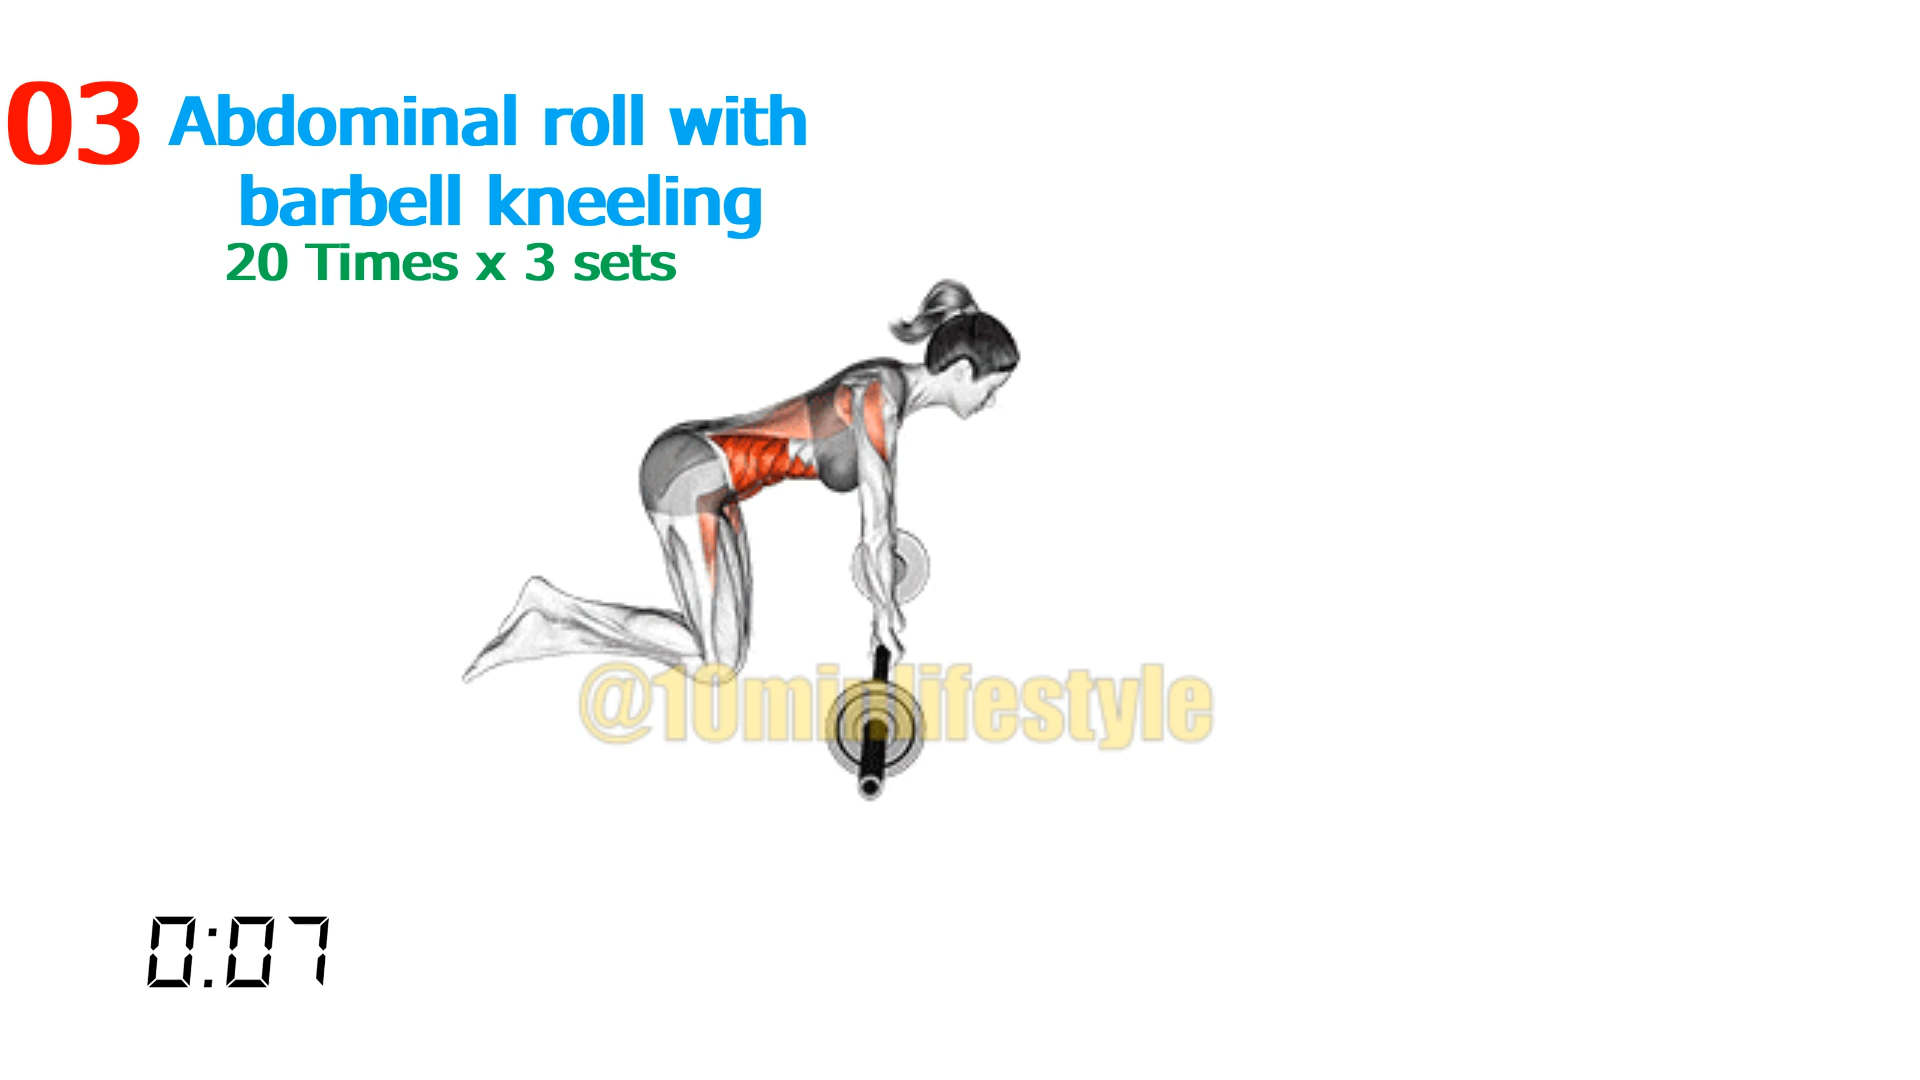 03 Abdominal roll with
barbell kneeling
20 Times x 3 sets
@10minlifestyle
0:07